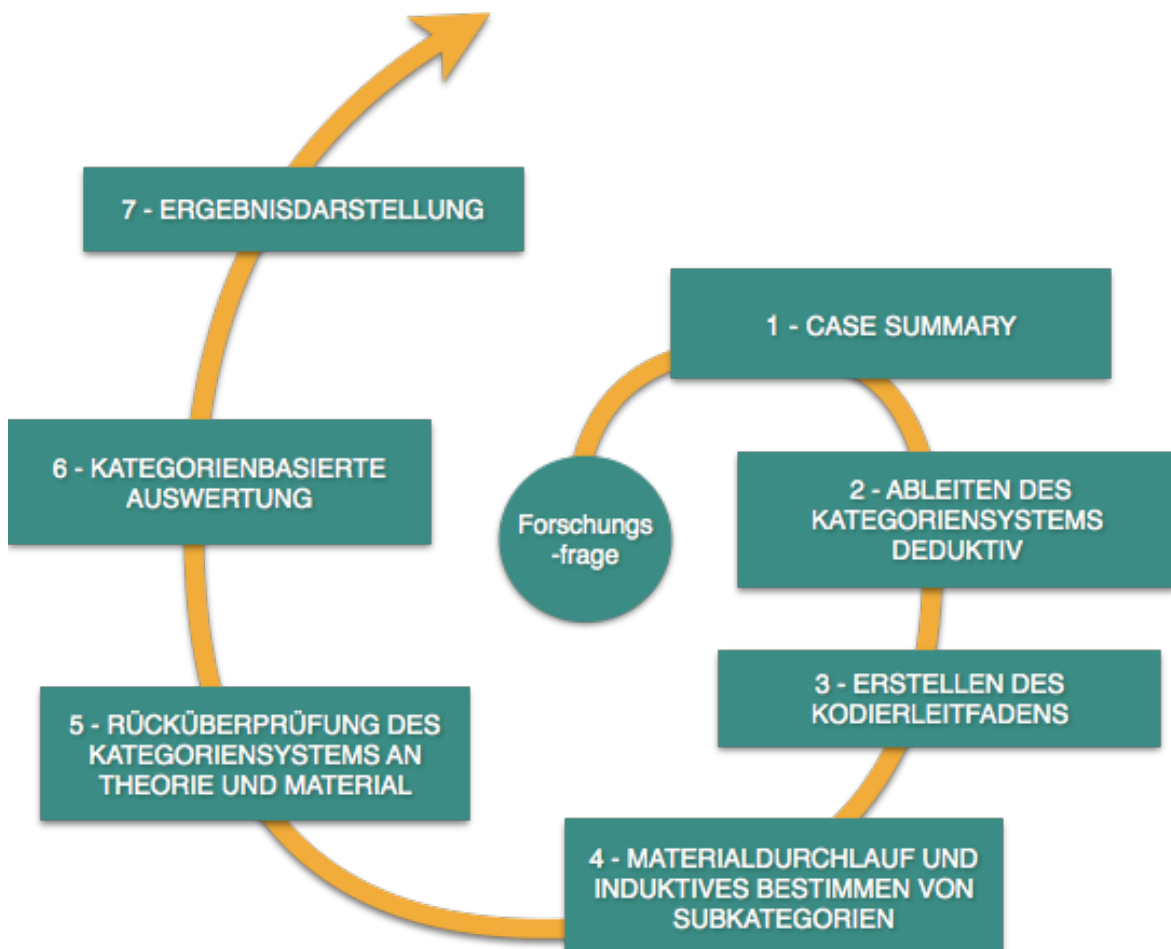 Forschungs
-frage
1 - CASE SUMMARY
2 - ABLEITEN DES
KATEGORIENSYSTEMS
DEDUKTIV
3 - ERSTELLEN DES
KODIERLEITFADENS
4 - MATERIALDURCHLAUF UND
INDUKTIVES BESTIMMEN VON
SUBKATEGORIEN
5 - RÜCKÜBERPRÜFUNG DES
KATEGORIENSYSTEMS AN
THEORIE UND MATERIAL
6 - KATEGORIENBASIERTE
AUSWERTUNG
7 - ERGEBNISDARSTELLUNG